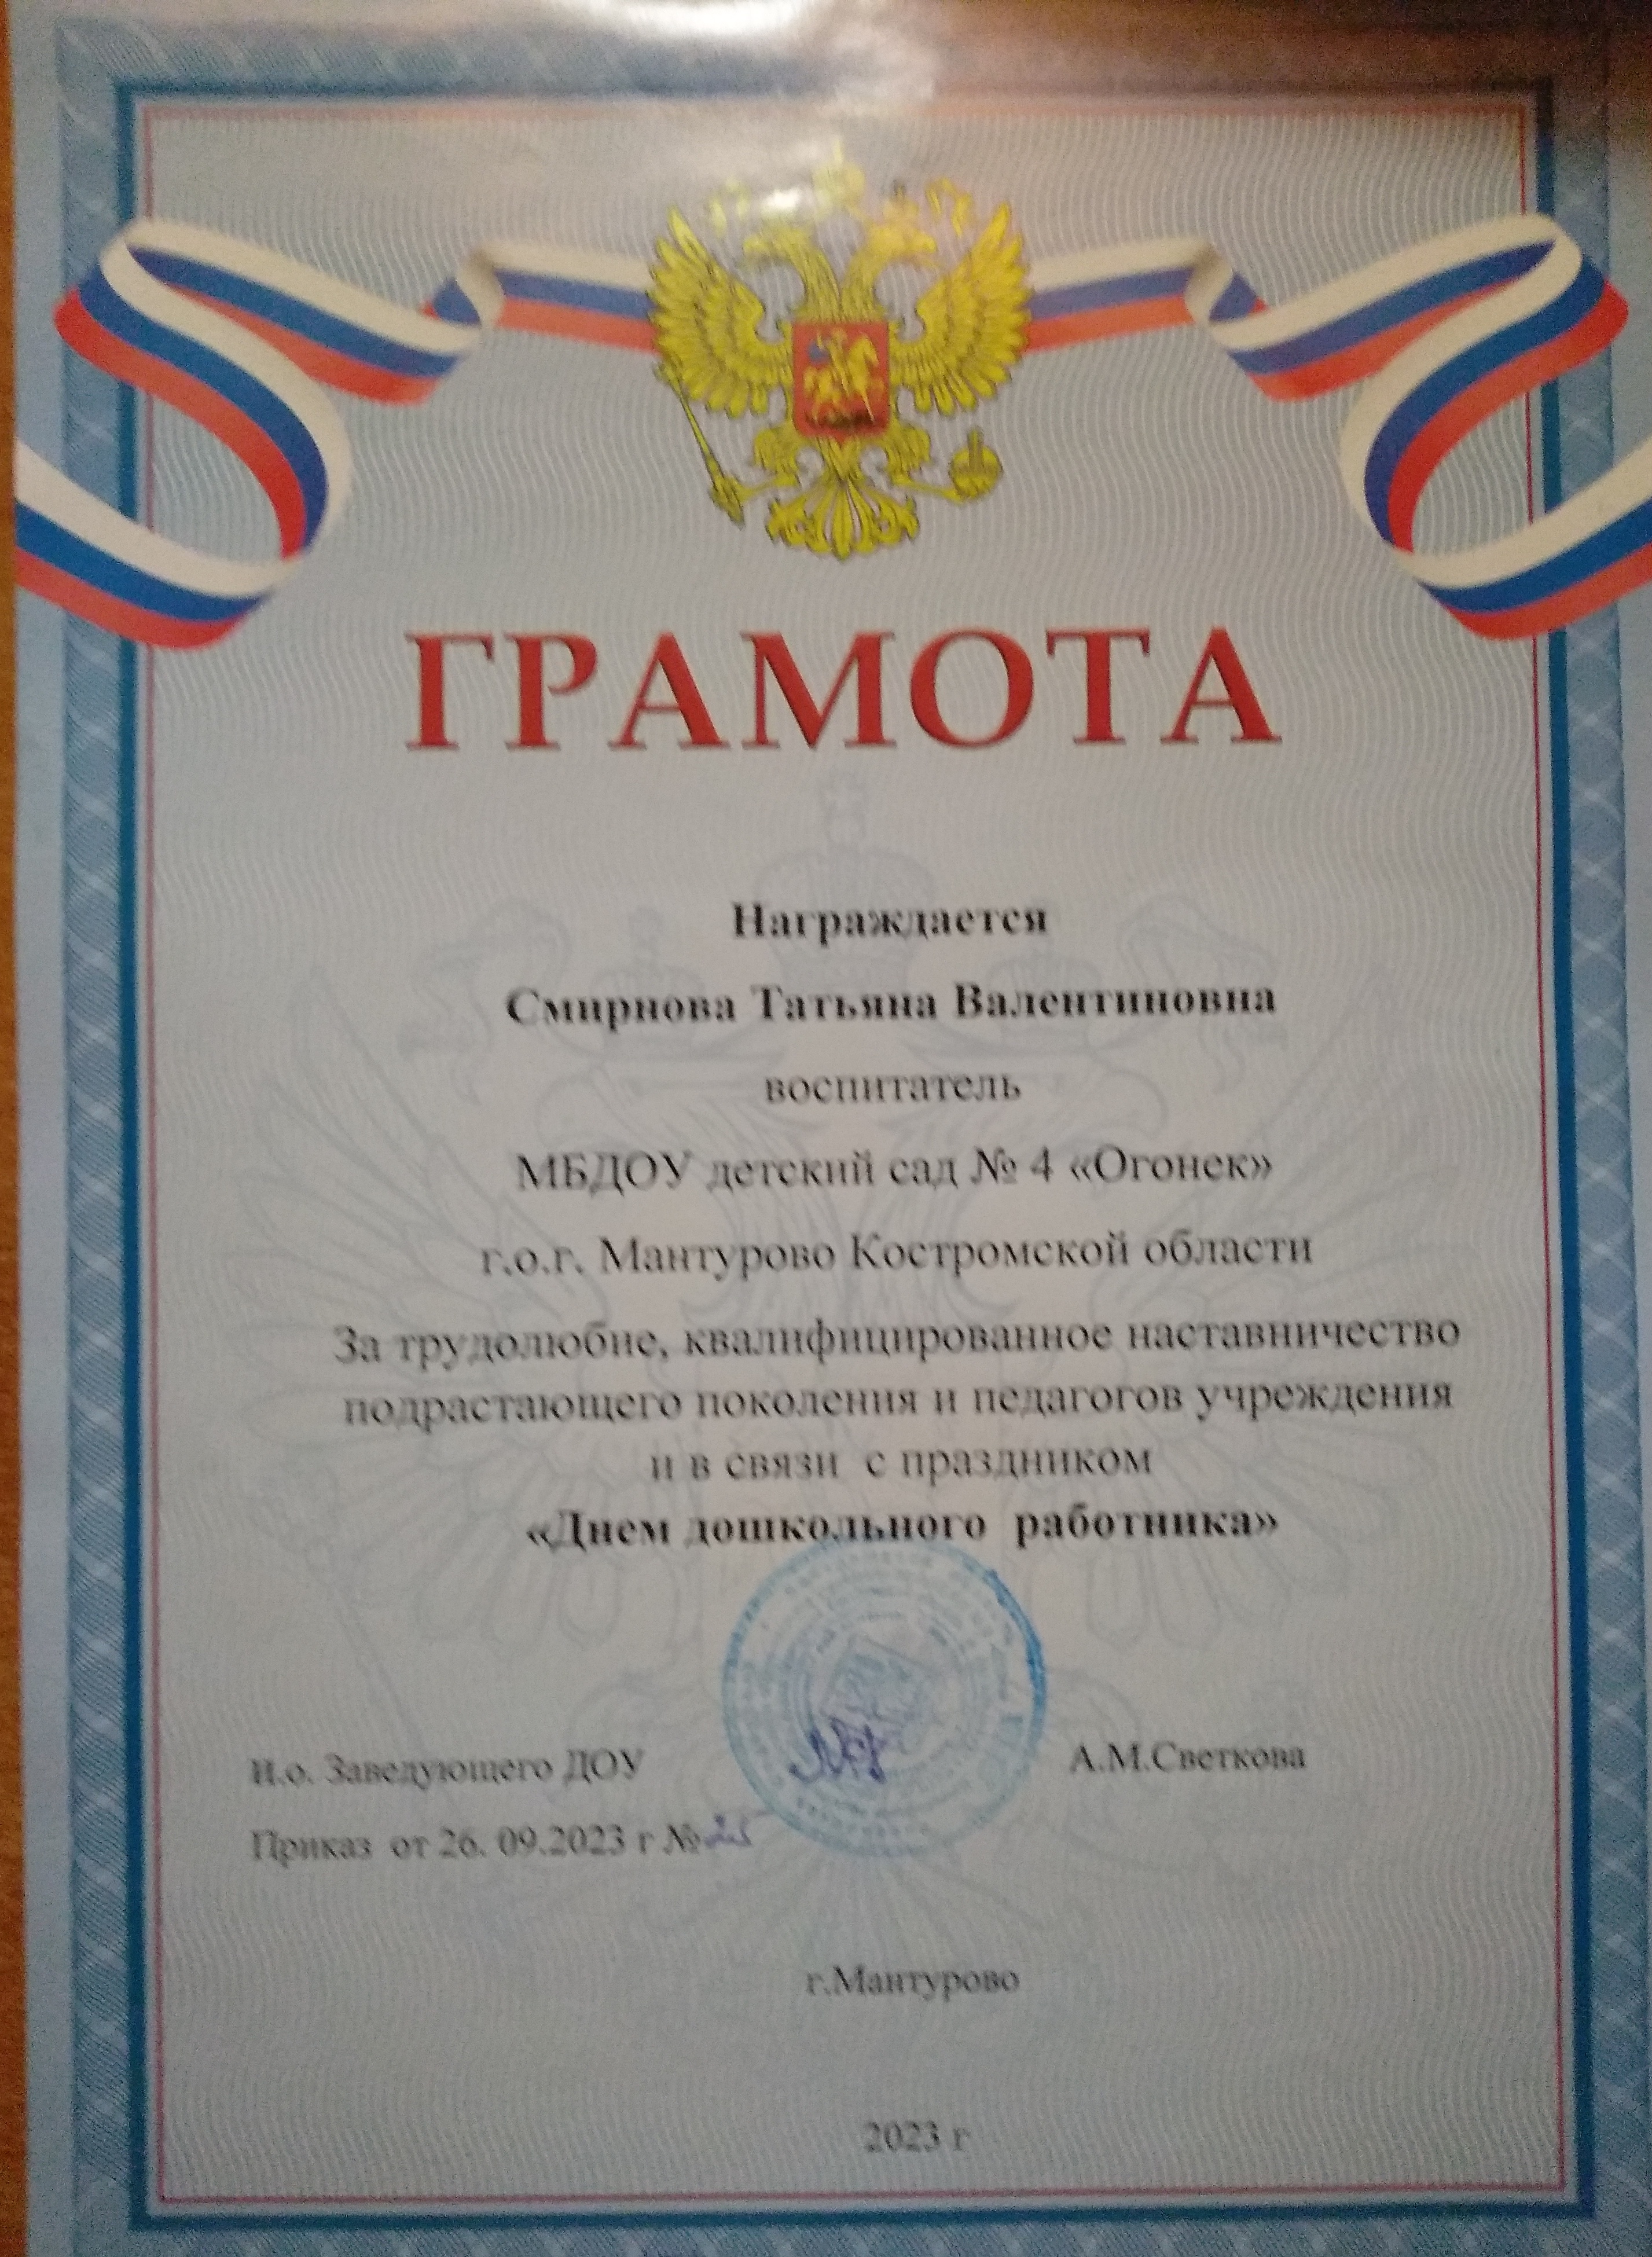 ГРАМОТА
Награждается
Смирнова Татьяна Валентиновна
воспитатель
МБДОУ детский сад № 4 «Огонек»
г.о.г. Мантурово Костромской области
За трудолюбие, квалифицированное наставничество
подрастающего поколения и педагогов учреждения
и в связи с праздником
«Днем дошкольного работника»
и.о. Заведующего ДОУ
А.М.Светкова
Приказ от 26. 09.2023 г №
г.Мантурово
2023 г